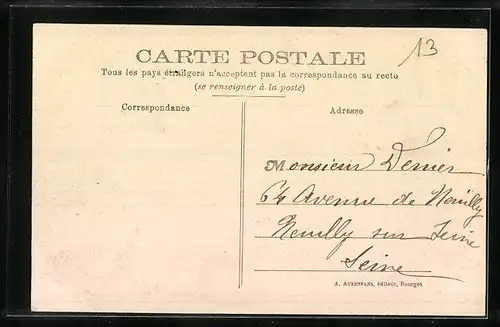 13
CARTE POSTALE
Tous les pays étrangers n'acceptent pas la correspondance au recto
(se renseigner à la poste)
Correspondance
Adresse
Monsieur Denier
64 Avenue de Neuilly
Neuilly sur Seine
Seine
A. AUXENFANS, éditeur, Bourges